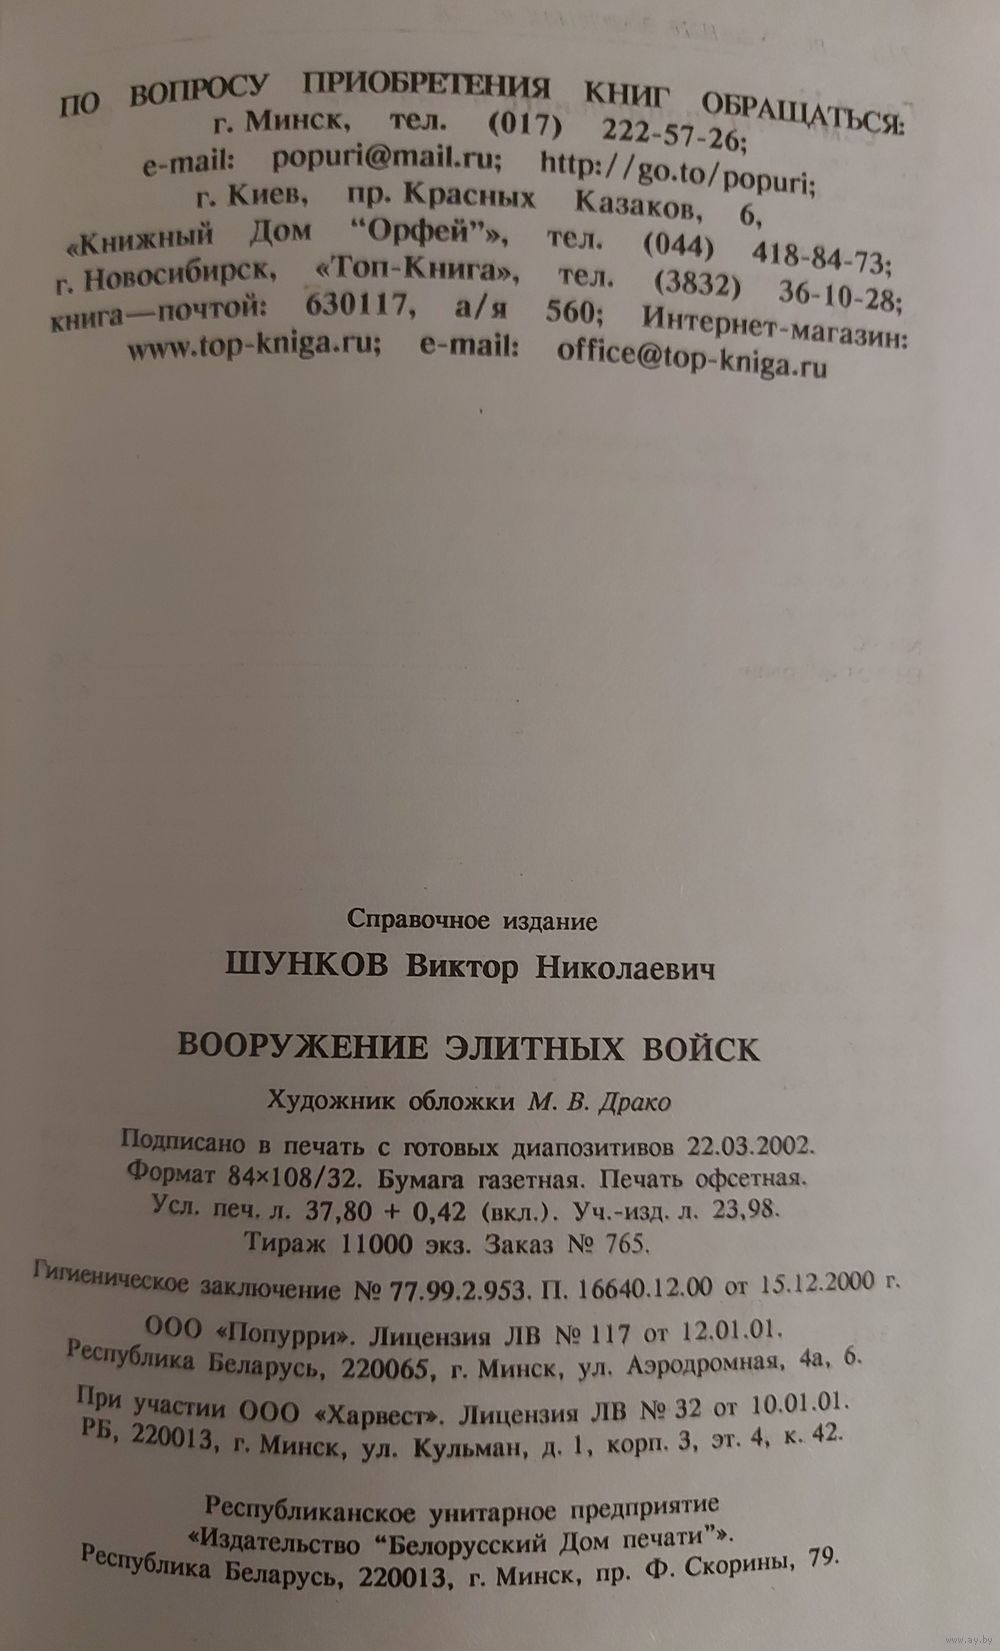 ПО ВОПРОСУ ПРИОБРЕТЕНИЯ КНИГ ОБРАЩАТЬСЯ:
г. Минск, тел. (017) 222-57-26;
e-mail: popuri@mail.ru; http://go.to/popuri;
г. Киев, пр. Красных Казаков, 6,
«Книжный Дом “Орфей”», тел. (044) 418-84-73;
г. Новосибирск, «Топ-Книга», тел. (3832) 36-10-28;
книга—почтой: 630117, а/я 560; Интернет-магазин:
www.top-kniga.ru; e-mail: office@top-kniga.ru
Справочное издание
ШУНКОВ Виктор Николаевич
ВООРУЖЕНИЕ ЭЛИТНЫХ ВОЙСК
Художник обложки М. В. Драко
Подписано в печать с готовых диапозитивов 22.03.2002.
Формат 84×108/32. Бумага газетная. Печать офсетная.
Усл. печ. л. 37,80 + 0,42 (вкл.). Уч.-изд. л. 23,98.
Тираж 11000 экз. Заказ № 765.
Гигиеническое заключение № 77.99.2.953. П. 16640.12.00 от 15.12.2000 г.
ООО «Попурри». Лицензия ЛВ № 117 от 12.01.01.
Республика Беларусь, 220065, г. Минск, ул. Аэродромная, 4а, 6.
При участии ООО «Харвест». Лицензия ЛВ № 32 от 10.01.01.
РБ, 220013, г. Минск, ул. Кульман, д. 1, корп. 3, эт. 4, к. 42.
Республиканское унитарное предприятие
«Издательство “Белорусский Дом печати”».
Республика Беларусь, 220013, г. Минск, пр. Ф. Скорины, 79.
www.ay.by